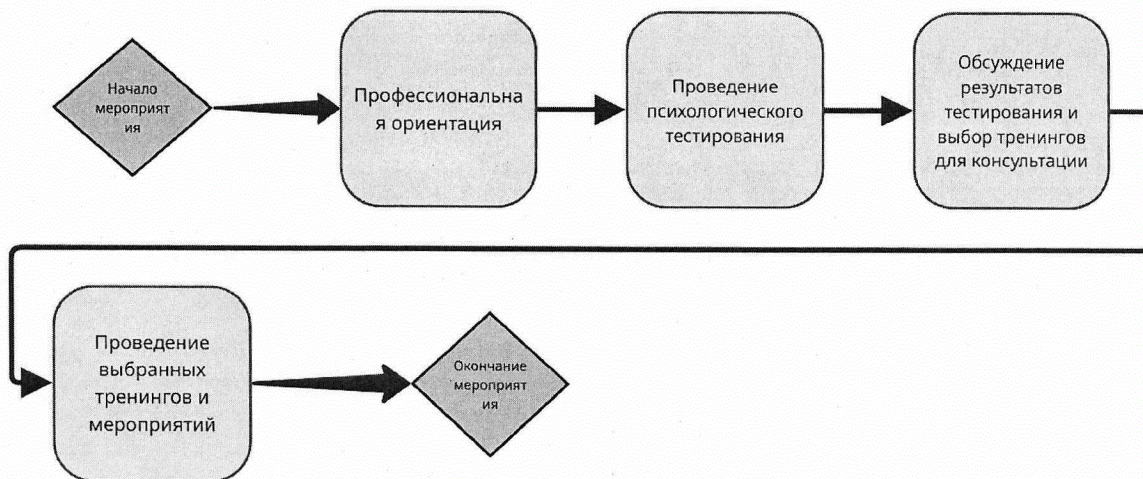 Начало
мероприят
ия
Профессиональна
я ориентация
Проведение
психологического
тестирования
Обсуждение
результатов
тестирования и
выбор тренингов
для консультации
Проведение
выбранных
тренингов и
мероприятий
Окончание
мероприят
ия